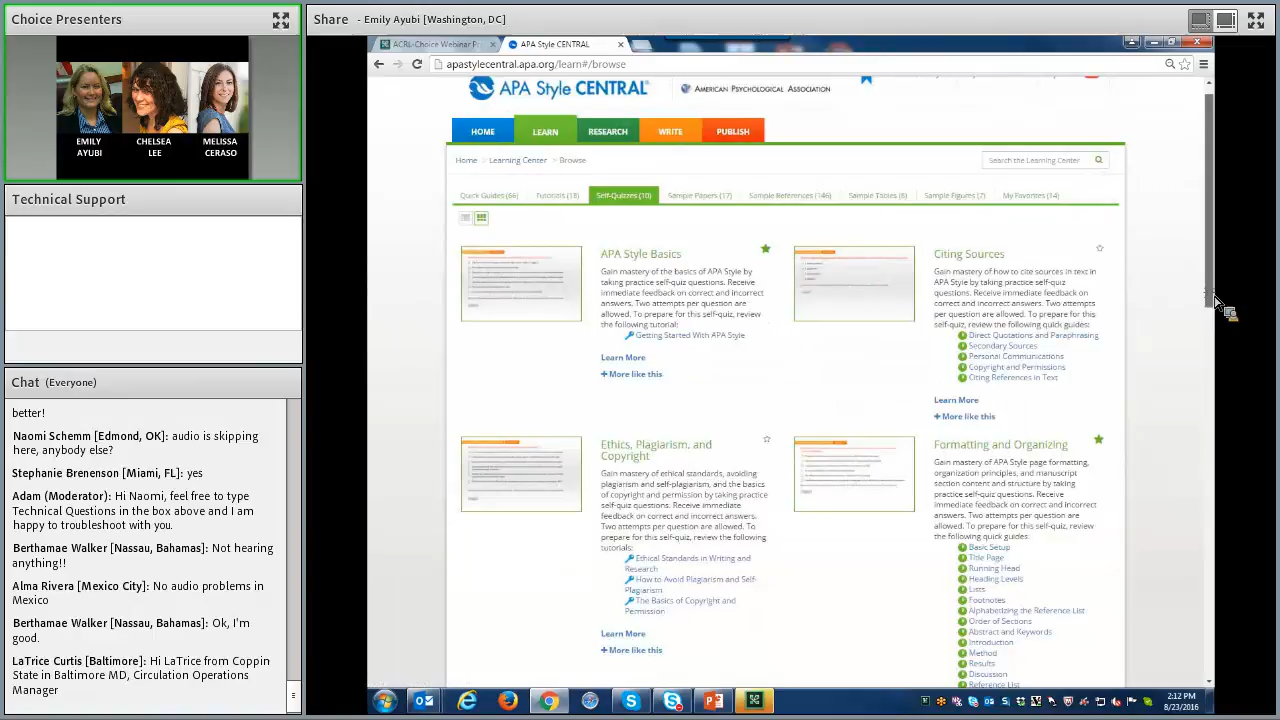 Choice Presenters
EMILY
AYUBI
CHELSEA
LEE
MELISSA
CERASO
Technical Support
Chat (Everyone)
better!
Naomi Schemm [Edmond, OK]: audio is skipping
here, anybody else?
Stephanie Brenenson (Miami, FL): yes;
Adam (Moderator): Hi Naomi, feel free to type
Technical Questions in the box above and I am
ready to troubleshoot with you.
Berthamae Walker [Nassau, Bahamas]: Not hearing
anything!!
Alma Rivera [Mexico City]: No audio problems in
Mexico
Berthamae Walker [Nassau, Bahamas]: Ok, I'm
good.
LaTrice Curtis [Baltimore]: Hi LaTrice from Coppin
State in Baltimore MD, Circulation Operations
Manager
Share - Emily Ayubi [Washington, DC]
ACRL-Choice Webinar
APA Style CENTRAL
apastylecentral.apa.org/learn#/browse
APA Style CENTRAL®
AMERICAN PSYCHOLOGICAL ASSOCIATION
HOME LEARN RESEARCH WRITE PUBLISH
Home > Learning Center > Browse
Search the Learning Center
Quick Guides (66) Tutorials (18) Self-Quizzes (10) Sample Papers (17) Sample References (146) Sample Tables (6) Sample Figures (7) My Favorites (14)
APA Style Basics
Gain mastery of the basics of APA Style by
taking practice self-quiz questions. Receive
immediate feedback on correct and incorrect
answers. Two attempts per question are
allowed. To prepare for this self-quiz, review
the following tutorial:
Getting Started With APA Style
Learn More
+More like this
Citing Sources
Gain mastery of how to cite sources in text in
APA Style by taking practice self-quiz
questions. Receive immediate feedback on
correct and incorrect answers. Two attempts
per question are allowed. To prepare for this
self-quiz, review the following quick guides:
Direct Quotations and Paraphrasing
Secondary Sources
Personal Communications
Copyright and Permissions
Citing References in Text
Learn More
+More like this
Ethics, Plagiarism, and
Copyright
Gain mastery of ethical standards, avoiding
plagiarism and self-plagiarism, and the basics
of copyright and permission by taking
practice self-quiz questions. Receive
immediate feedback on correct and incorrect
answers. Two attempts per question are
allowed. To prepare for this self-quiz, review
the following
tutorials:
Ethical Standards in Writing and
Research
How to Avoid Plagiarism and Self-
Plagiarism
The Basics of Copyright and
Permission
Learn More
+More like this
Formatting and Organizing
Gain mastery of APA Style page formatting,
organization principles, and manuscript
section content and structure by taking
practice self-quiz questions. Receive
immediate feedback on correct and incorrect
answers. Two attempts per question are
allowed. To prepare for this self-quiz, review
the following quick guides:
Basic Setup
Title Page
Running Head
Heading Levels
Lists
Footnotes
Alphabetizing the Reference List
Order of Sections
Abstract and Keywords
Introduction
Method
Results
Discussion
Reference List
2:12 PM
8/23/2016